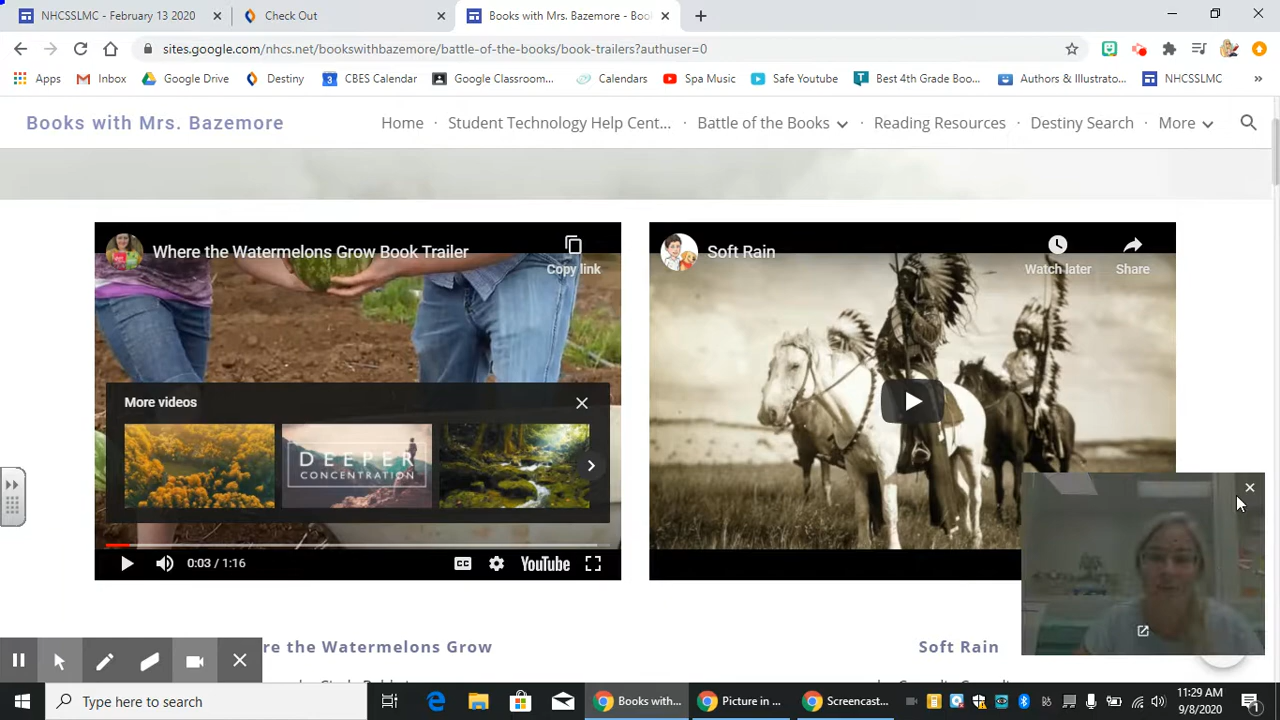 NHCSSLMC - February 13 2020
Check Out
Books with Mrs. Bazemore - Boo
sites.google.com/nhcs.net/bookswithbazemore/battle-of-the-books/book-trailers?authuser=0
Apps
Inbox
Google Drive
Destiny
CBES Calendar
Google Classroom...
Calendars
Spa Music
Safe Youtube
Best 4th Grade Boo...
Authors & Illustrato...
NHCSSLMC
Books with Mrs. Bazemore
Home
Student Technology Help Cent...
Battle of the Books
Reading Resources
Destiny Search
More
Where the Watermelons Grow Book Trailer
Copy link
Soft Rain
Watch later
Share
More videos
DEEPER
CONCENTRATION
0:03 / 1:16
CC
YouTube
re the Watermelons Grow
Soft Rain
Type here to search
Books with...
Picture in ...
Screencast...
11:29 AM
9/8/2020